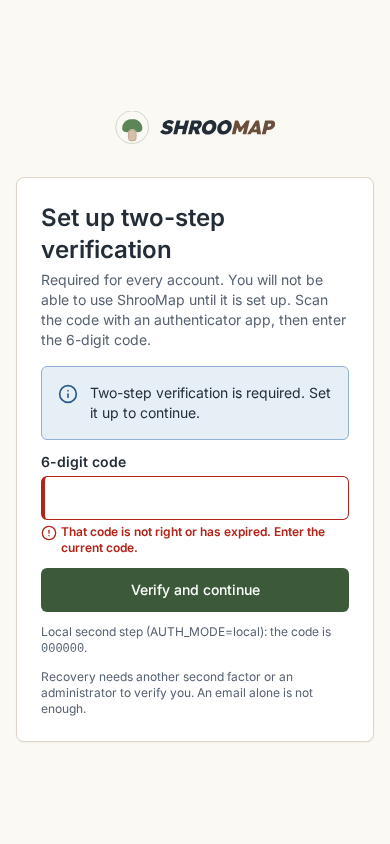 SHROOMAP
Set up two-step
verification
Required for every account. You will not be
able to use ShrooMap until it is set up. Scan
the code with an authenticator app, then enter
the 6-digit code.
Two-step verification is required. Set
it up to continue.
6-digit code
That code is not right or has expired. Enter the
current code.
Verify and continue
Local second step (AUTH_MODE=local): the code is
000000.
Recovery needs another second factor or an
administrator to verify you. An email alone is not
enough.